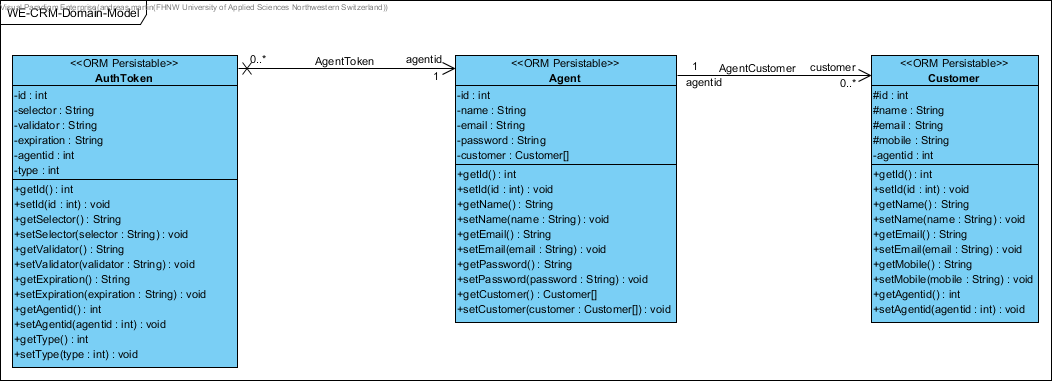 Visual Paradigm Enterprise(andreas.martin(FHNW University of Applied Sciences Northwestern Switzerland))
WE-CRM-Domain-Model
0..*
AgentToken
agentid
1
1
AgentCustomer
customer
agentid
0..*
<<ORM Persistable>>
AuthToken
-id : int
-selector : String
-validator : String
-expiration : String
-agentid : int
-type : int
+getId() : int
+setId(id : int) : void
+getSelector() : String
+setSelector(selector : String) : void
+getValidator() : String
+setValidator(validator : String) : void
+getExpiration() : String
+setExpiration(expiration : String) : void
+getAgentid() : int
+setAgentid(agentid : int) : void
+getType() : int
+setType(type : int) : void
<<ORM Persistable>>
Agent
-id : int
-name : String
-email : String
-password : String
-customer : Customer[]
+getId() : int
+setId(id : int) : void
+getName() : String
+setName(name : String) : void
+getEmail() : String
+setEmail(email : String) : void
+getPassword() : String
+setPassword(password : String) : void
+getCustomer() : Customer[]
+setCustomer(customer : Customer[]) : void
<<ORM Persistable>>
Customer
#id : int
#name : String
#email : String
#mobile : String
-agentid : int
+getId() : int
+setId(id : int) : void
+getName() : String
+setName(name : String) : void
+getEmail() : String
+setEmail(email : String) : void
+getMobile() : String
+setMobile(mobile : String) : void
+getAgentid() : int
+setAgentid(agentid : int) : void